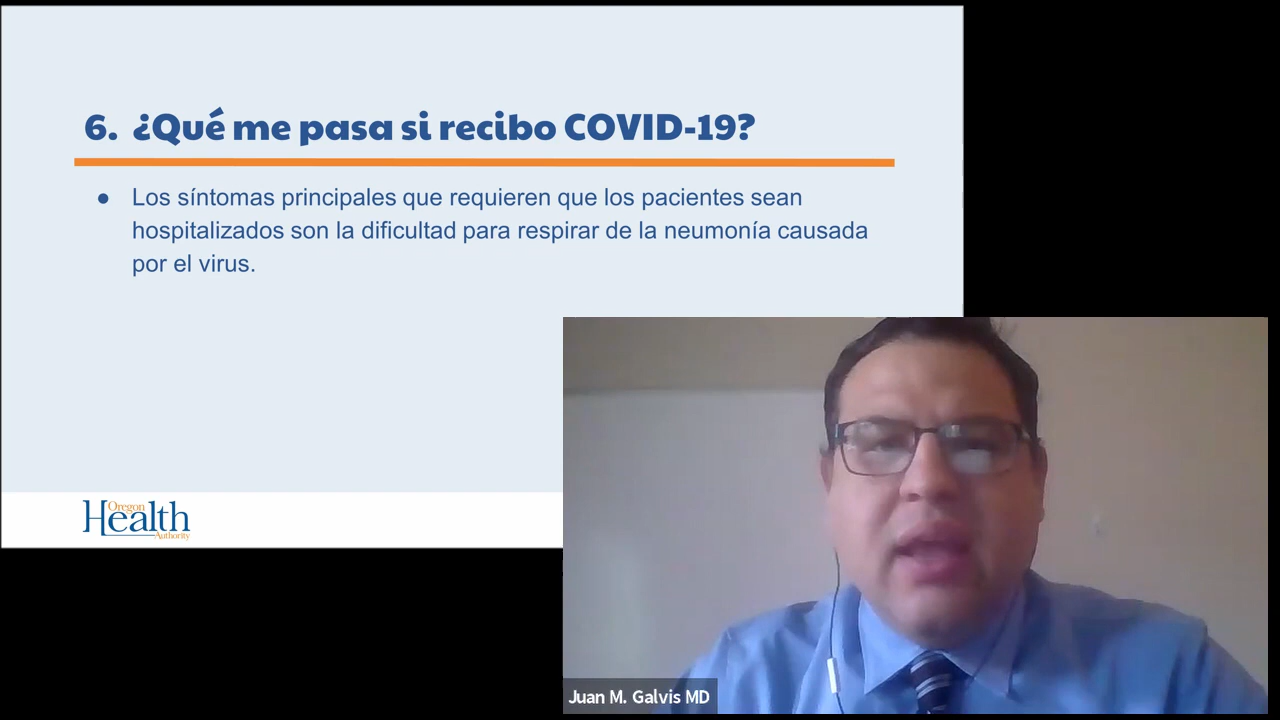 6. ¿Qué me pasa si recibo COVID-19?
● Los síntomas principales que requieren que los pacientes sean
hospitalizados son la dificultad para respirar de la neumonía causada
por el virus.
Oregon
Health
Authority
Juan M. Galvis MD